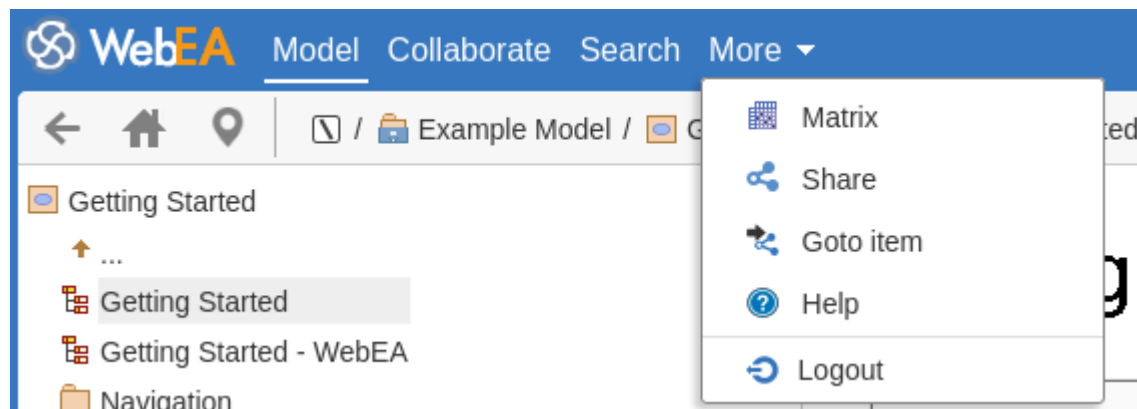 WebEA Model Collaborate Search More
/ Example Model / G ted
Matrix
Share
Goto item
Help
Logout
Getting Started
...
Getting Started
Getting Started - WebEA
Navigation
g